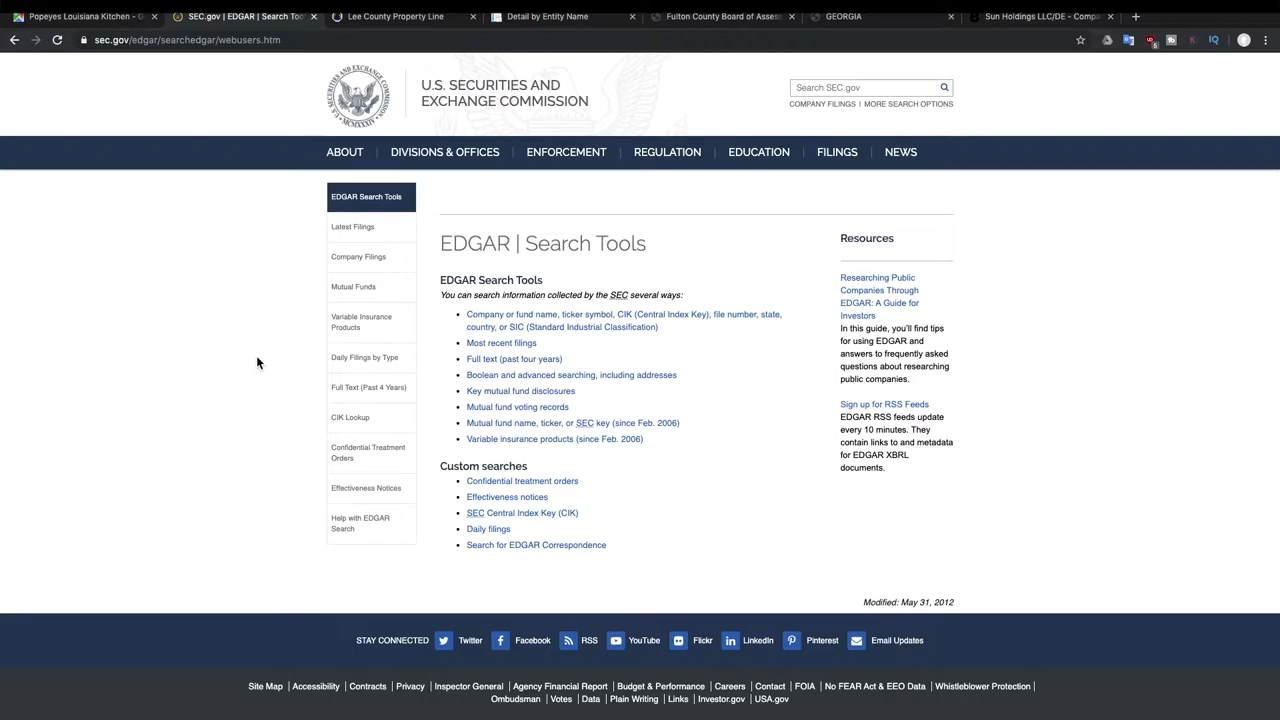 Popeyes Louisiana Kitchen - G
SEC.gov | EDGAR | Search Too
Lee County Property Line
Detail by Entity Name
Fulton County Board of Assess
GEORGIA
Sun Holdings LLC/DE - Compa
sec.gov/edgar/searchedgar/webusers.htm
U.S. SECURITIES AND
EXCHANGE COMMISSION
Search SEC.gov
COMPANY FILINGS | MORE SEARCH OPTIONS
ABOUT | DIVISIONS & OFFICES | ENFORCEMENT | REGULATION | EDUCATION | FILINGS | NEWS
EDGAR Search Tools
Latest Filings
Company Filings
Mutual Funds
Variable Insurance
Products
Daily Filings by Type
Full Text (Past 4 Years)
CIK Lookup
Confidential Treatment
Orders
Effectiveness Notices
Help with EDGAR
Search
EDGAR | Search Tools
EDGAR Search Tools
You can search information collected by the SEC several ways:
• Company or fund name, ticker symbol, CIK (Central Index Key), file number, state,
country, or SIC (Standard Industrial Classification)
• Most recent filings
• Full text (past four years)
• Boolean and advanced searching, including addresses
• Key mutual fund disclosures
• Mutual fund voting records
• Mutual fund name, ticker, or SEC key (since Feb. 2006)
• Variable insurance products (since Feb. 2006)
Custom searches
• Confidential treatment orders
• Effectiveness notices
• SEC Central Index Key (CIK)
• Daily filings
• Search for EDGAR Correspondence
Resources
Researching Public
Companies Through
EDGAR: A Guide for
Investors
In this guide, you'll find tips
for using EDGAR and
answers to frequently asked
questions about researching
public companies.
Sign up for RSS Feeds
EDGAR RSS feeds update
every 10 minutes. They
contain links to and metadata
for EDGAR XBRL
documents.
Modified: May 31, 2012
STAY CONNECTED Twitter Facebook RSS YouTube Flickr LinkedIn Pinterest Email Updates
Site Map | Accessibility | Contracts | Privacy | Inspector General | Agency Financial Report | Budget & Performance | Careers | Contact | FOIA | No FEAR Act & EEO Data | Whistleblower Protection |
Ombudsman | Votes | Data | Plain Writing | Links | Investor.gov | USA.gov